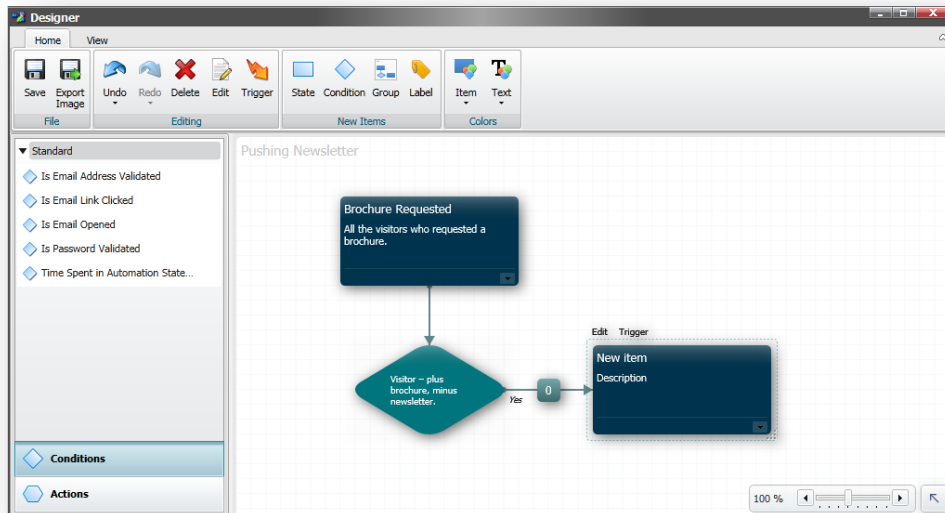 Designer
Home View
Save
Export
Image
Undo
Redo
Delete
Edit
Trigger
State
Condition
Group
Label
Item
Text
File
Editing
New Items
Colors
Standard
Is Email Address Validated
Is Email Link Clicked
Is Email Opened
Is Password Validated
Time Spent in Automation State...
Conditions
Actions
Pushing Newsletter
Brochure Requested
All the visitors who requested a
brochure.
Visitor – plus
brochure, minus
newsletter.
Yes
0
Edit Trigger
New item
Description
100 %